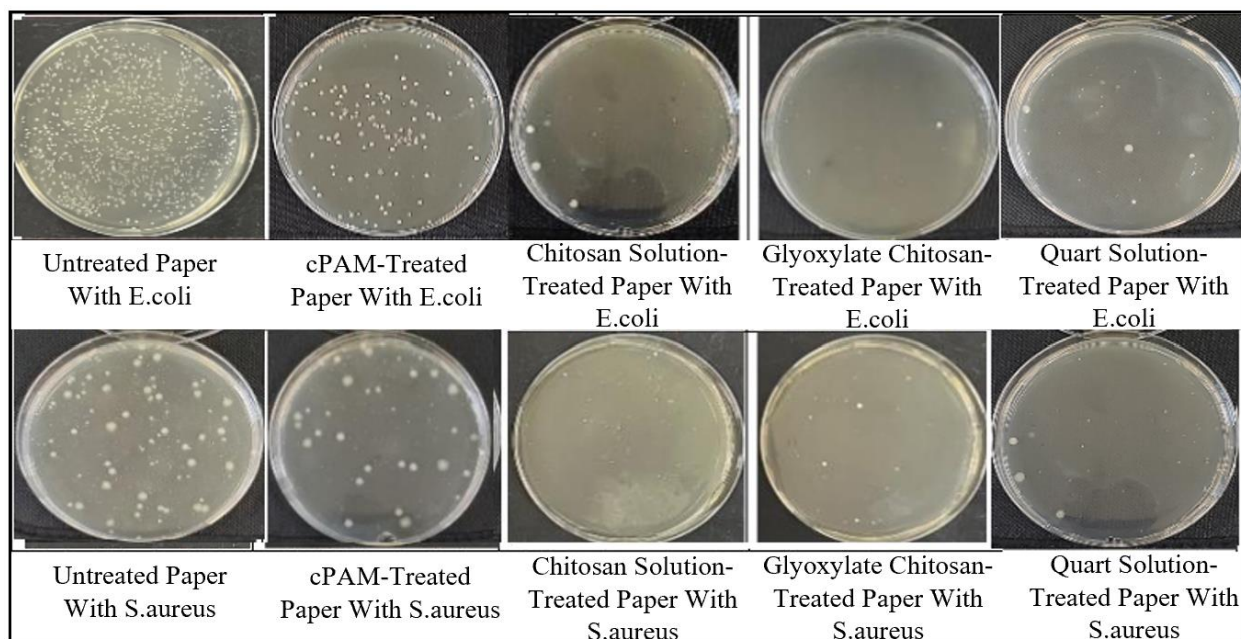 Untreated Paper
With E.coli
cPAM-Treated
Paper With E.coli
Chitosan Solution-
Treated Paper With
E.coli
Glyoxylate Chitosan-
Treated Paper With
E.coli
Quart Solution-
Treated Paper With
E.coli
Untreated Paper
With S.aureus
cPAM-Treated
Paper With S.aureus
Chitosan Solution-
Treated Paper With
S.aureus
Glyoxylate Chitosan-
Treated Paper With
S.aureus
Quart Solution-
Treated Paper With
S.aureus